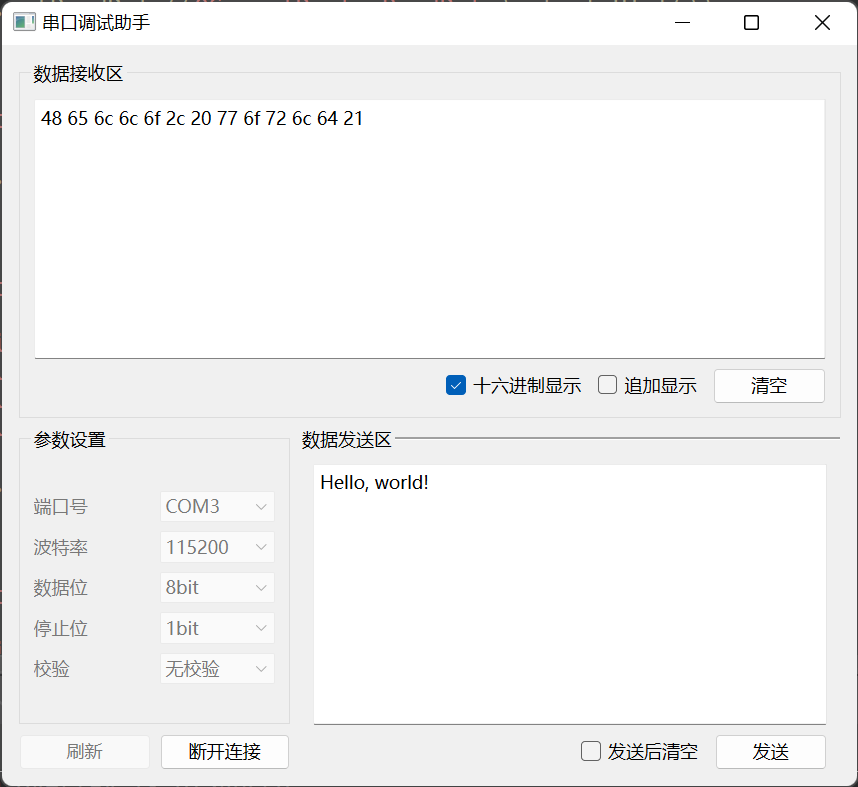 串口调试助手
数据接收区
48 65 6c 6c 6f 2c 20 77 6f 72 6c 64 21
十六进制显示 追加显示 清空
参数设置
端口号 COM3
波特率 115200
数据位 8bit
停止位 1bit
校验 无校验
刷新 断开连接
数据发送区
Hello, world!
发送后清空 发送